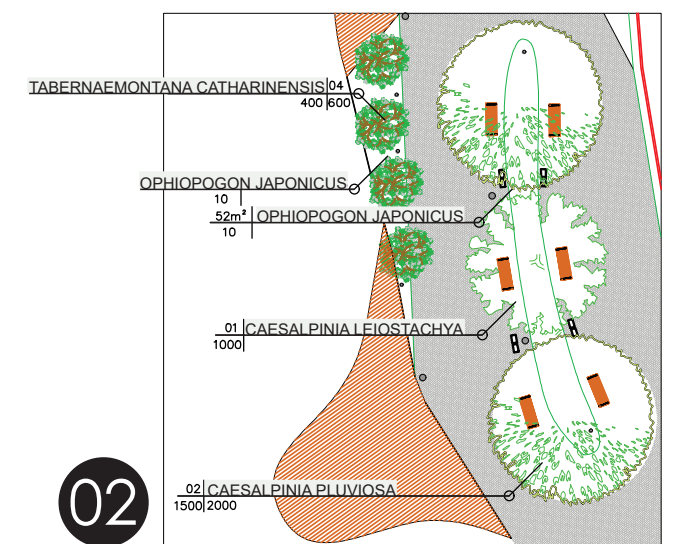 TABERNAEMONTANA CATHARINENSIS 04
400 600
OPHIOPOGON JAPONICUS
10
52m² OPHIOPOGON JAPONICUS
10
01 CAESALPINIA LEIOSTACHYA
1000
02 CAESALPINIA PLUVIOSA
1500 2000
02